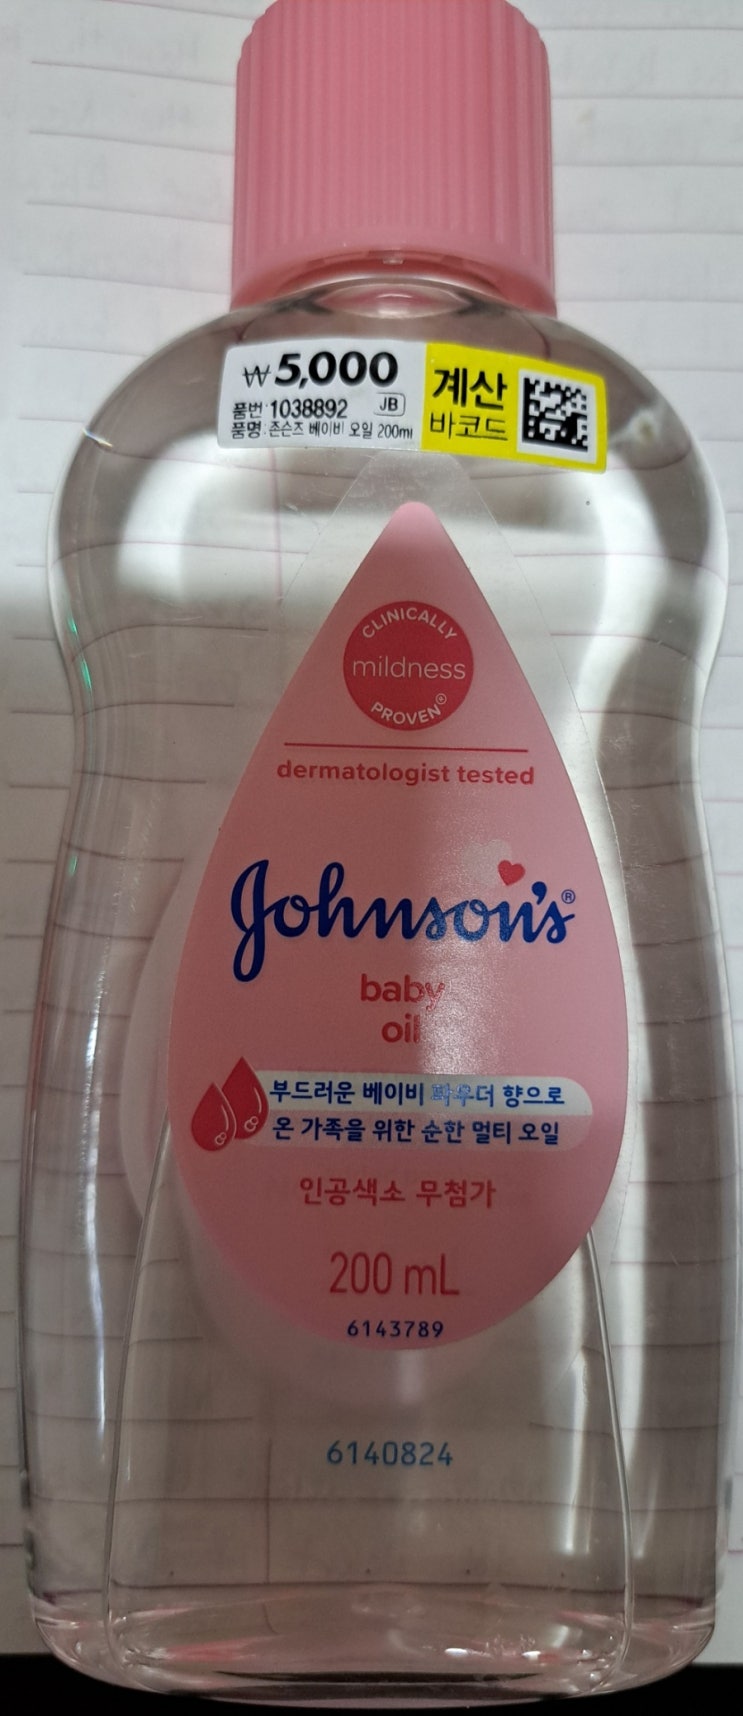 ₩5,000
품번:1038892 JB
품명:존슨즈 베이비 오일 200ml
계산
바코드
CLINICALLY
mildness
PROVEN®
dermatologist tested
Johnson's®
baby
oil
부드러운 베이비 파우더 향으로
온 가족을 위한 순한 멀티 오일
인공색소 무첨가
200 mL
6143789
6140824